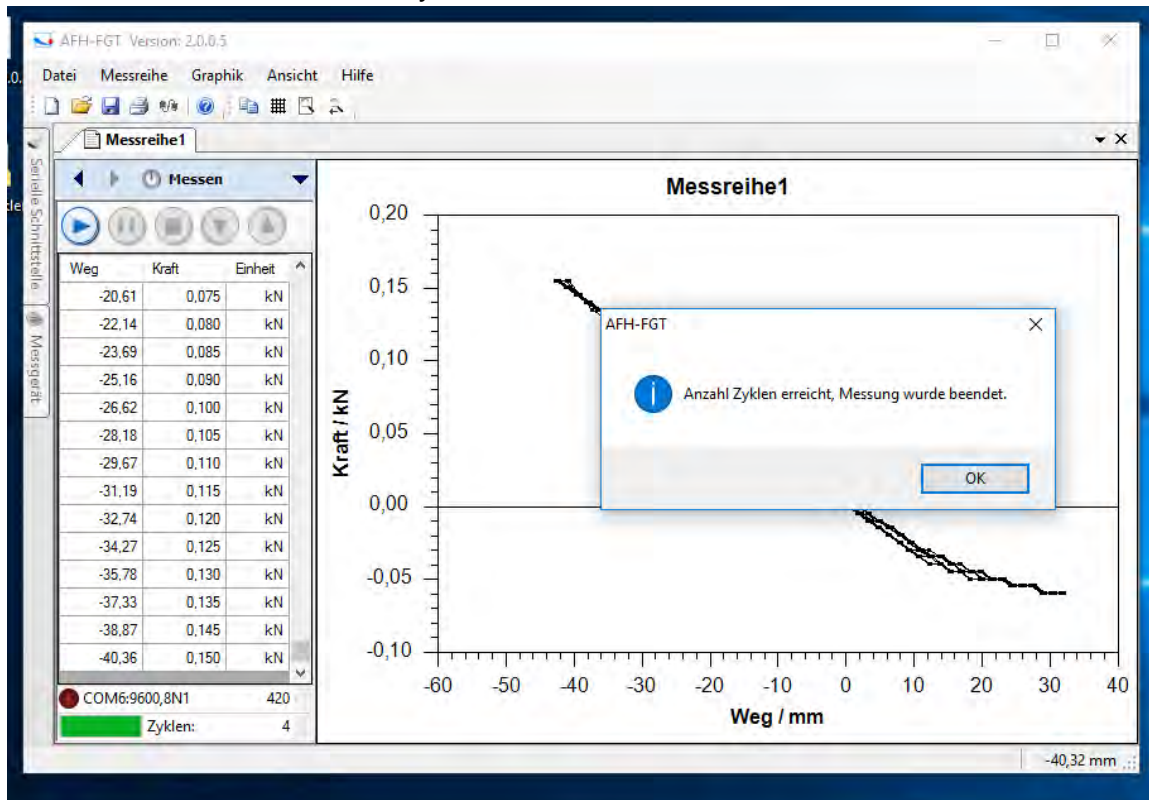 AFH-FGT Version: 2.0.0.5
Datei Messreihe Graphik Ansicht Hilfe
Messreihe1
Serielle Schnittstelle
Messgerät
Messen
Weg Kraft Einheit
-20,61 0,075 kN
-22,14 0,080 kN
-23,69 0,085 kN
-25,16 0,090 kN
-26,62 0,100 kN
-28,18 0,105 kN
-29,67 0,110 kN
-31,19 0,115 kN
-32,74 0,120 kN
-34,27 0,125 kN
-35,78 0,130 kN
-37,33 0,135 kN
-38,87 0,145 kN
-40,36 0,150 kN
COM6:9600,8N1 420
Zyklen: 4
Messreihe1
0,20
0,15
0,10
0,05
0,00
-0,05
-0,10
Kraft / kN
-60 -50 -40 -30 -20 -10 0 10 20 30 40
Weg / mm
AFH-FGT
Anzahl Zyklen erreicht, Messung wurde beendet.
OK
-40,32 mm